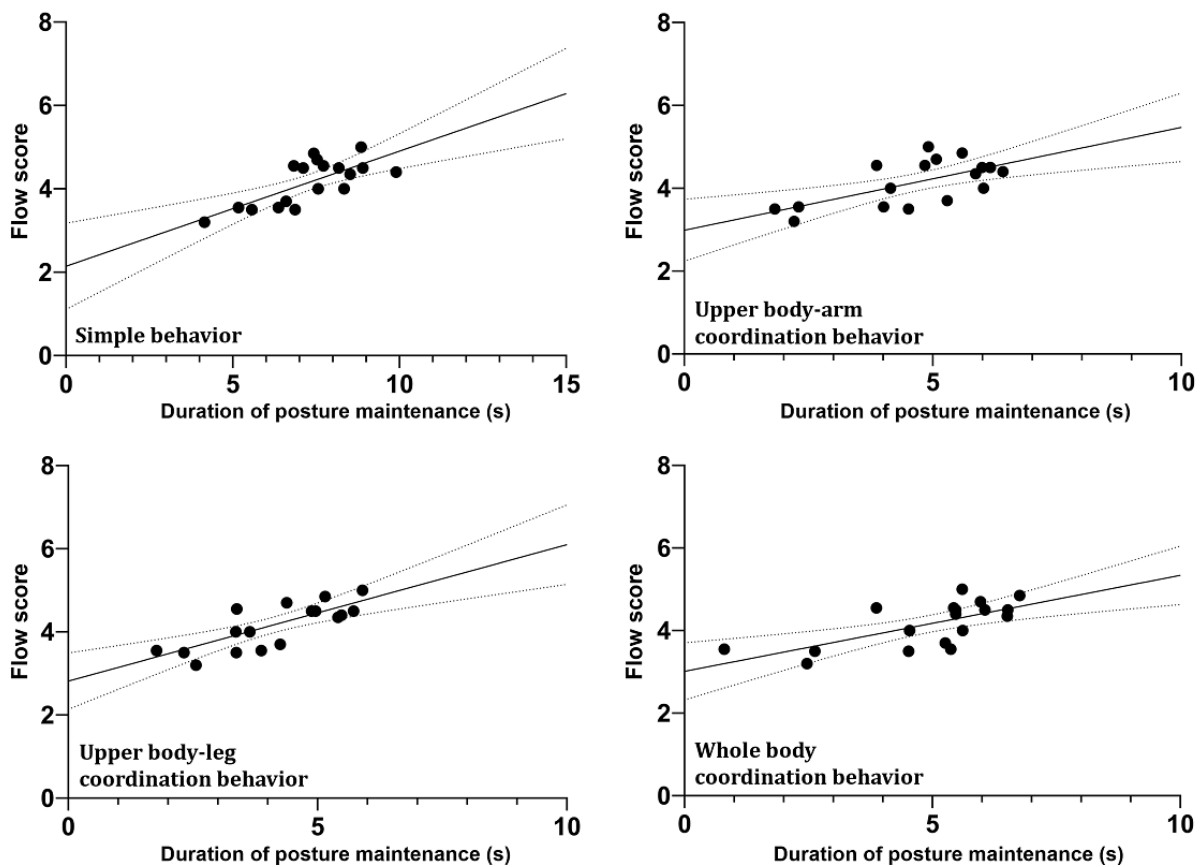 8
6
Flow score
4
2
Simple behavior
0
0
5
10
15
Duration of posture maintenance (s)
8
6
Flow score
4
2
Upper body-arm
coordination behavior
0
0
5
10
Duration of posture maintenance (s)
8
6
Flow score
4
2
Upper body-leg
coordination behavior
0
0
5
10
Duration of posture maintenance (s)
8
6
Flow score
4
2
Whole body
coordination behavior
0
0
5
10
Duration of posture maintenance (s)